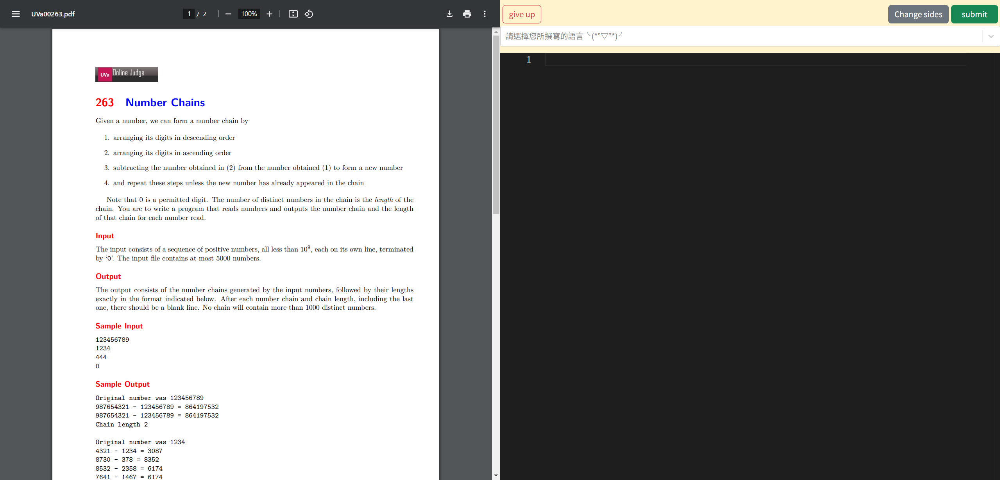 UVa00263.pdf
1 / 2
100%
UVa Online Judge
263 Number Chains
Given a number, we can form a number chain by
1. arranging its digits in descending order
2. arranging its digits in ascending order
3. subtracting the number obtained in (2) from the number obtained (1) to form a new number
4. and repeat these steps unless the new number has already appeared in the chain
Note that 0 is a permitted digit. The number of distinct numbers in the chain is the length of the
chain. You are to write a program that reads numbers and outputs the number chain and the length
of that chain for each number read.
Input
The input consists of a sequence of positive numbers, all less than 10⁹, each on its own line, terminated
by ‘0’. The input file contains at most 5000 numbers.
Output
The output consists of the number chains generated by the input numbers, followed by their lengths
exactly in the format indicated below. After each number chain and chain length, including the last
one, there should be a blank line. No chain will contain more than 1000 distinct numbers.
Sample Input
123456789
1234
444
0
Sample Output
Original number was 123456789
987654321 - 123456789 = 864197532
987654321 - 123456789 = 864197532
Chain length 2
Original number was 1234
4321 - 1234 = 3087
8730 - 378 = 8352
8532 - 2358 = 6174
7641 - 1467 = 6174
give up
Change sides
submit
請選擇您所撰寫的語言 ╰(*°▽°*)╯
1